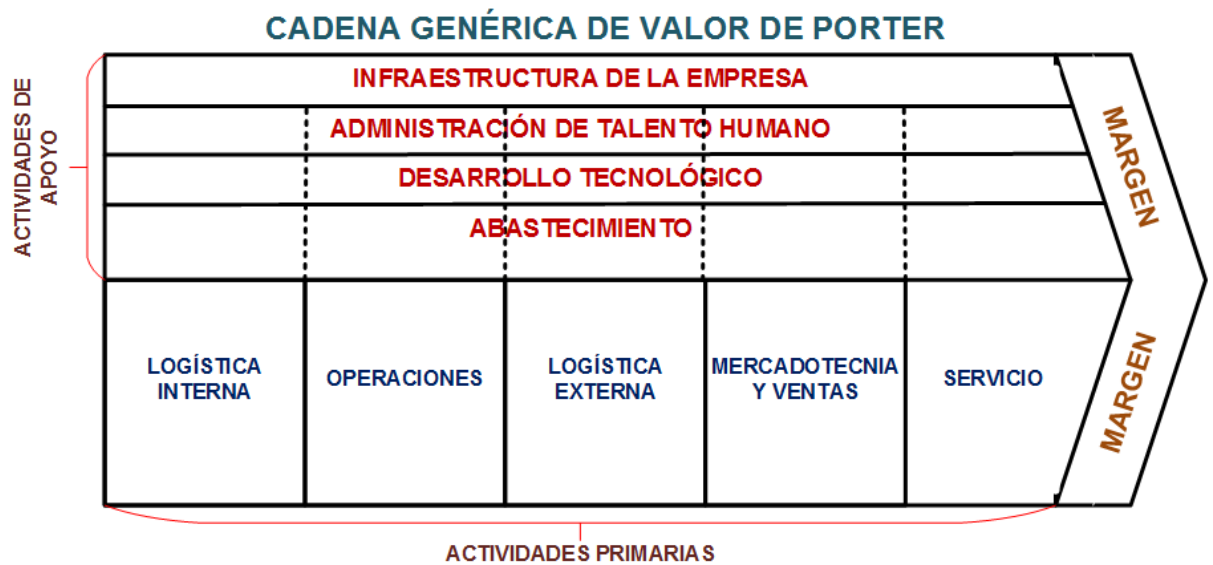 CADENA GENÉRICA DE VALOR DE PORTER
ACTIVIDADES DE
APOYO
INFRAESTRUCTURA DE LA EMPRESA
ADMINISTRACIÓN DE TALENTO HUMANO
DESARROLLO TECNOLÓGICO
ABASTECIMIENTO
MARGEN
LOGÍSTICA
INTERNA
OPERACIONES
LOGÍSTICA
EXTERNA
MERCADOTECNIA
Y VENTAS
SERVICIO
MARGEN
ACTIVIDADES PRIMARIAS